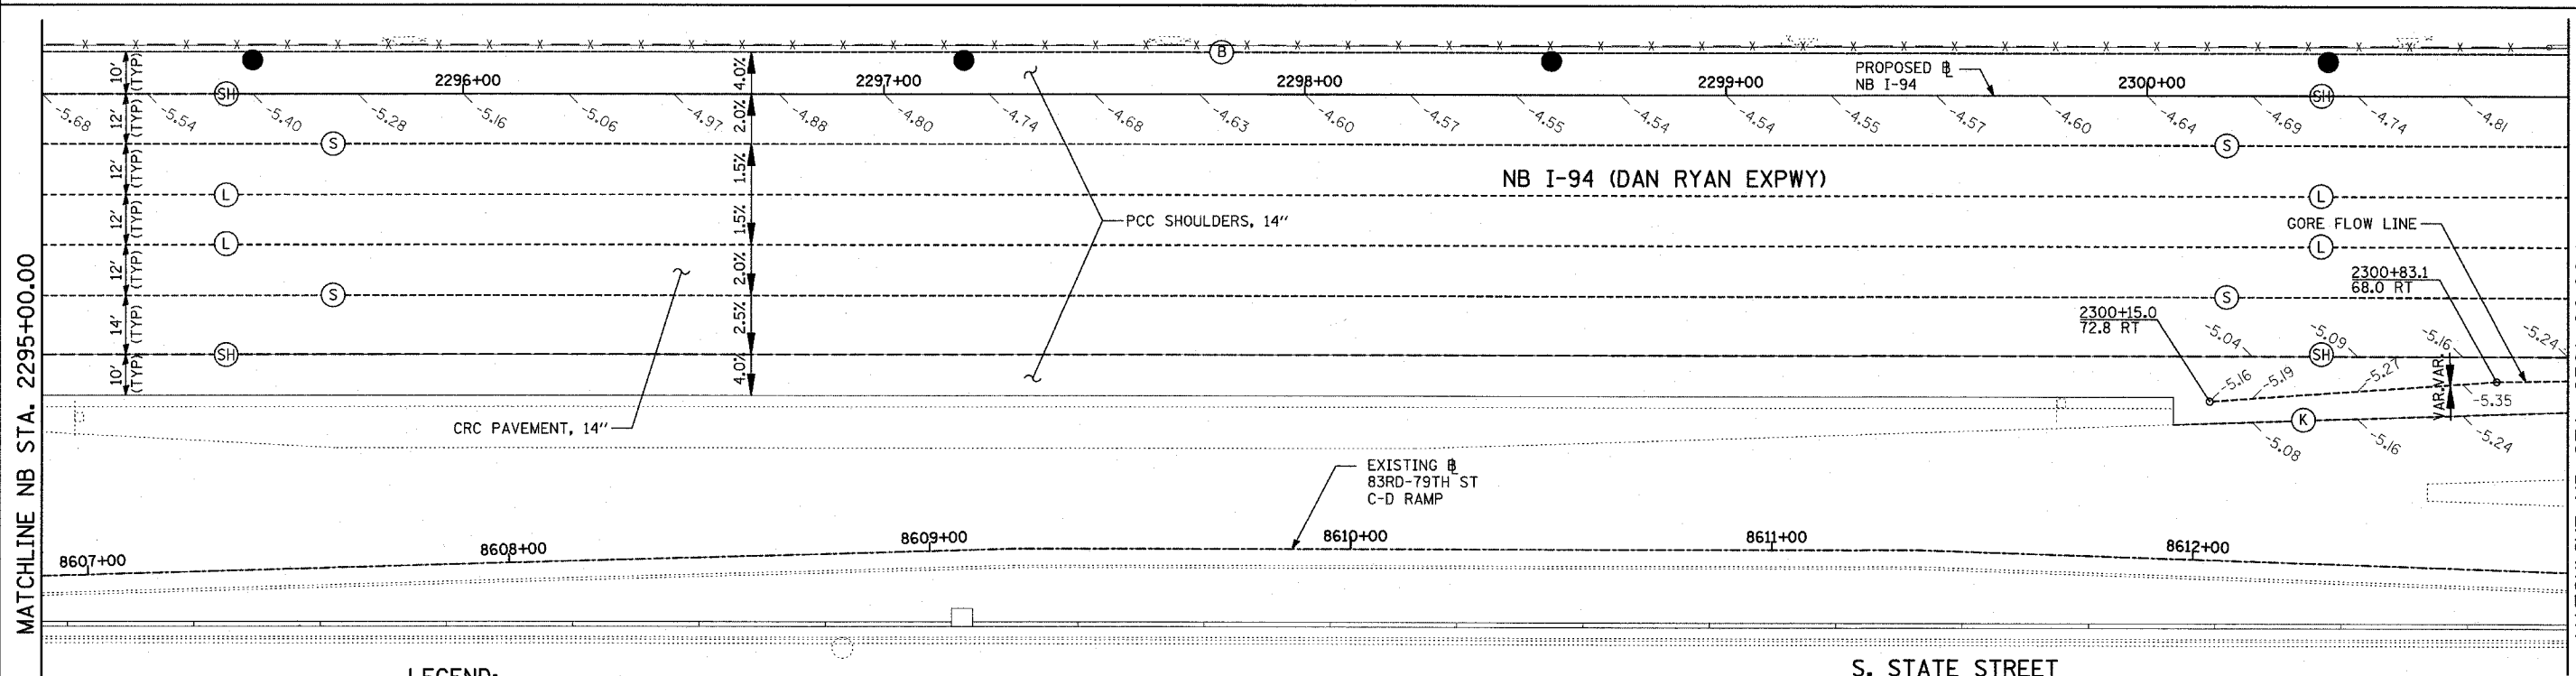 B
10' (TYP)
4.0%
2296+00
2297+00
2298+00
2299+00
PROPOSED BL
NB I-94
2300+00
SH
SH
-5.68 -5.54 -5.40 -5.28 -5.16 -5.06 -4.97 -4.88 -4.80 -4.74 -4.68 -4.63 -4.60 -4.57 -4.55 -4.54 -4.54 -4.55 -4.57 -4.60 -4.64 -4.69 -4.74 -4.81
12' (TYP)
2.0%
S
S
12' (TYP)
1.5%
NB I-94 (DAN RYAN EXPWY)
L
L
12' (TYP)
1.5%
PCC SHOULDERS, 14"
GORE FLOW LINE
L
L
12' (TYP)
2.0%
2300+83.1
68.0 RT
S
S
14' (TYP)
2.5%
2300+15.0
72.8 RT
-5.04 -5.09 -5.16 -5.24
SH
SH
10' (TYP)
4.0%
-5.16 -5.19 -5.27 -5.35
VAR. VAR.
K
-5.08 -5.16 -5.24
CRC PAVEMENT, 14"
MATCHLINE NB STA. 2295+00.00
EXISTING BL
83RD-79TH ST
C-D RAMP
8607+00
8608+00
8609+00
8610+00
8611+00
8612+00
LEGEND:
S. STATE STREET